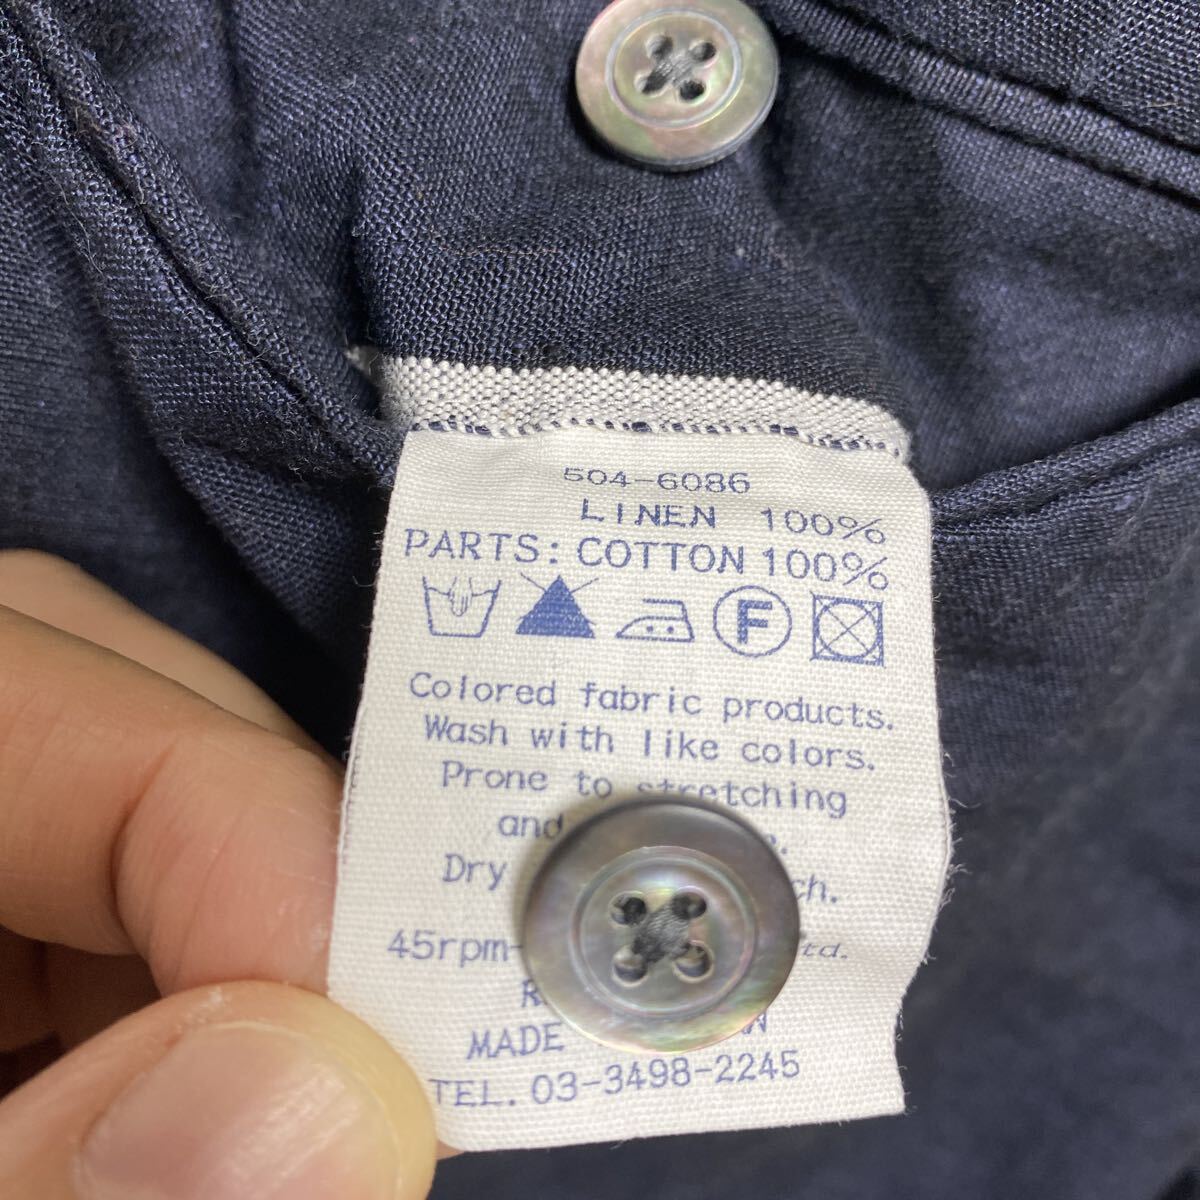 504-6086
LINEN 100%
PARTS: COTTON 100%
F
Colored fabric products.
Wash with like colors.
Prone to stretching
and
Dry
45rpm
MADE
TEL. 03-3498-2245